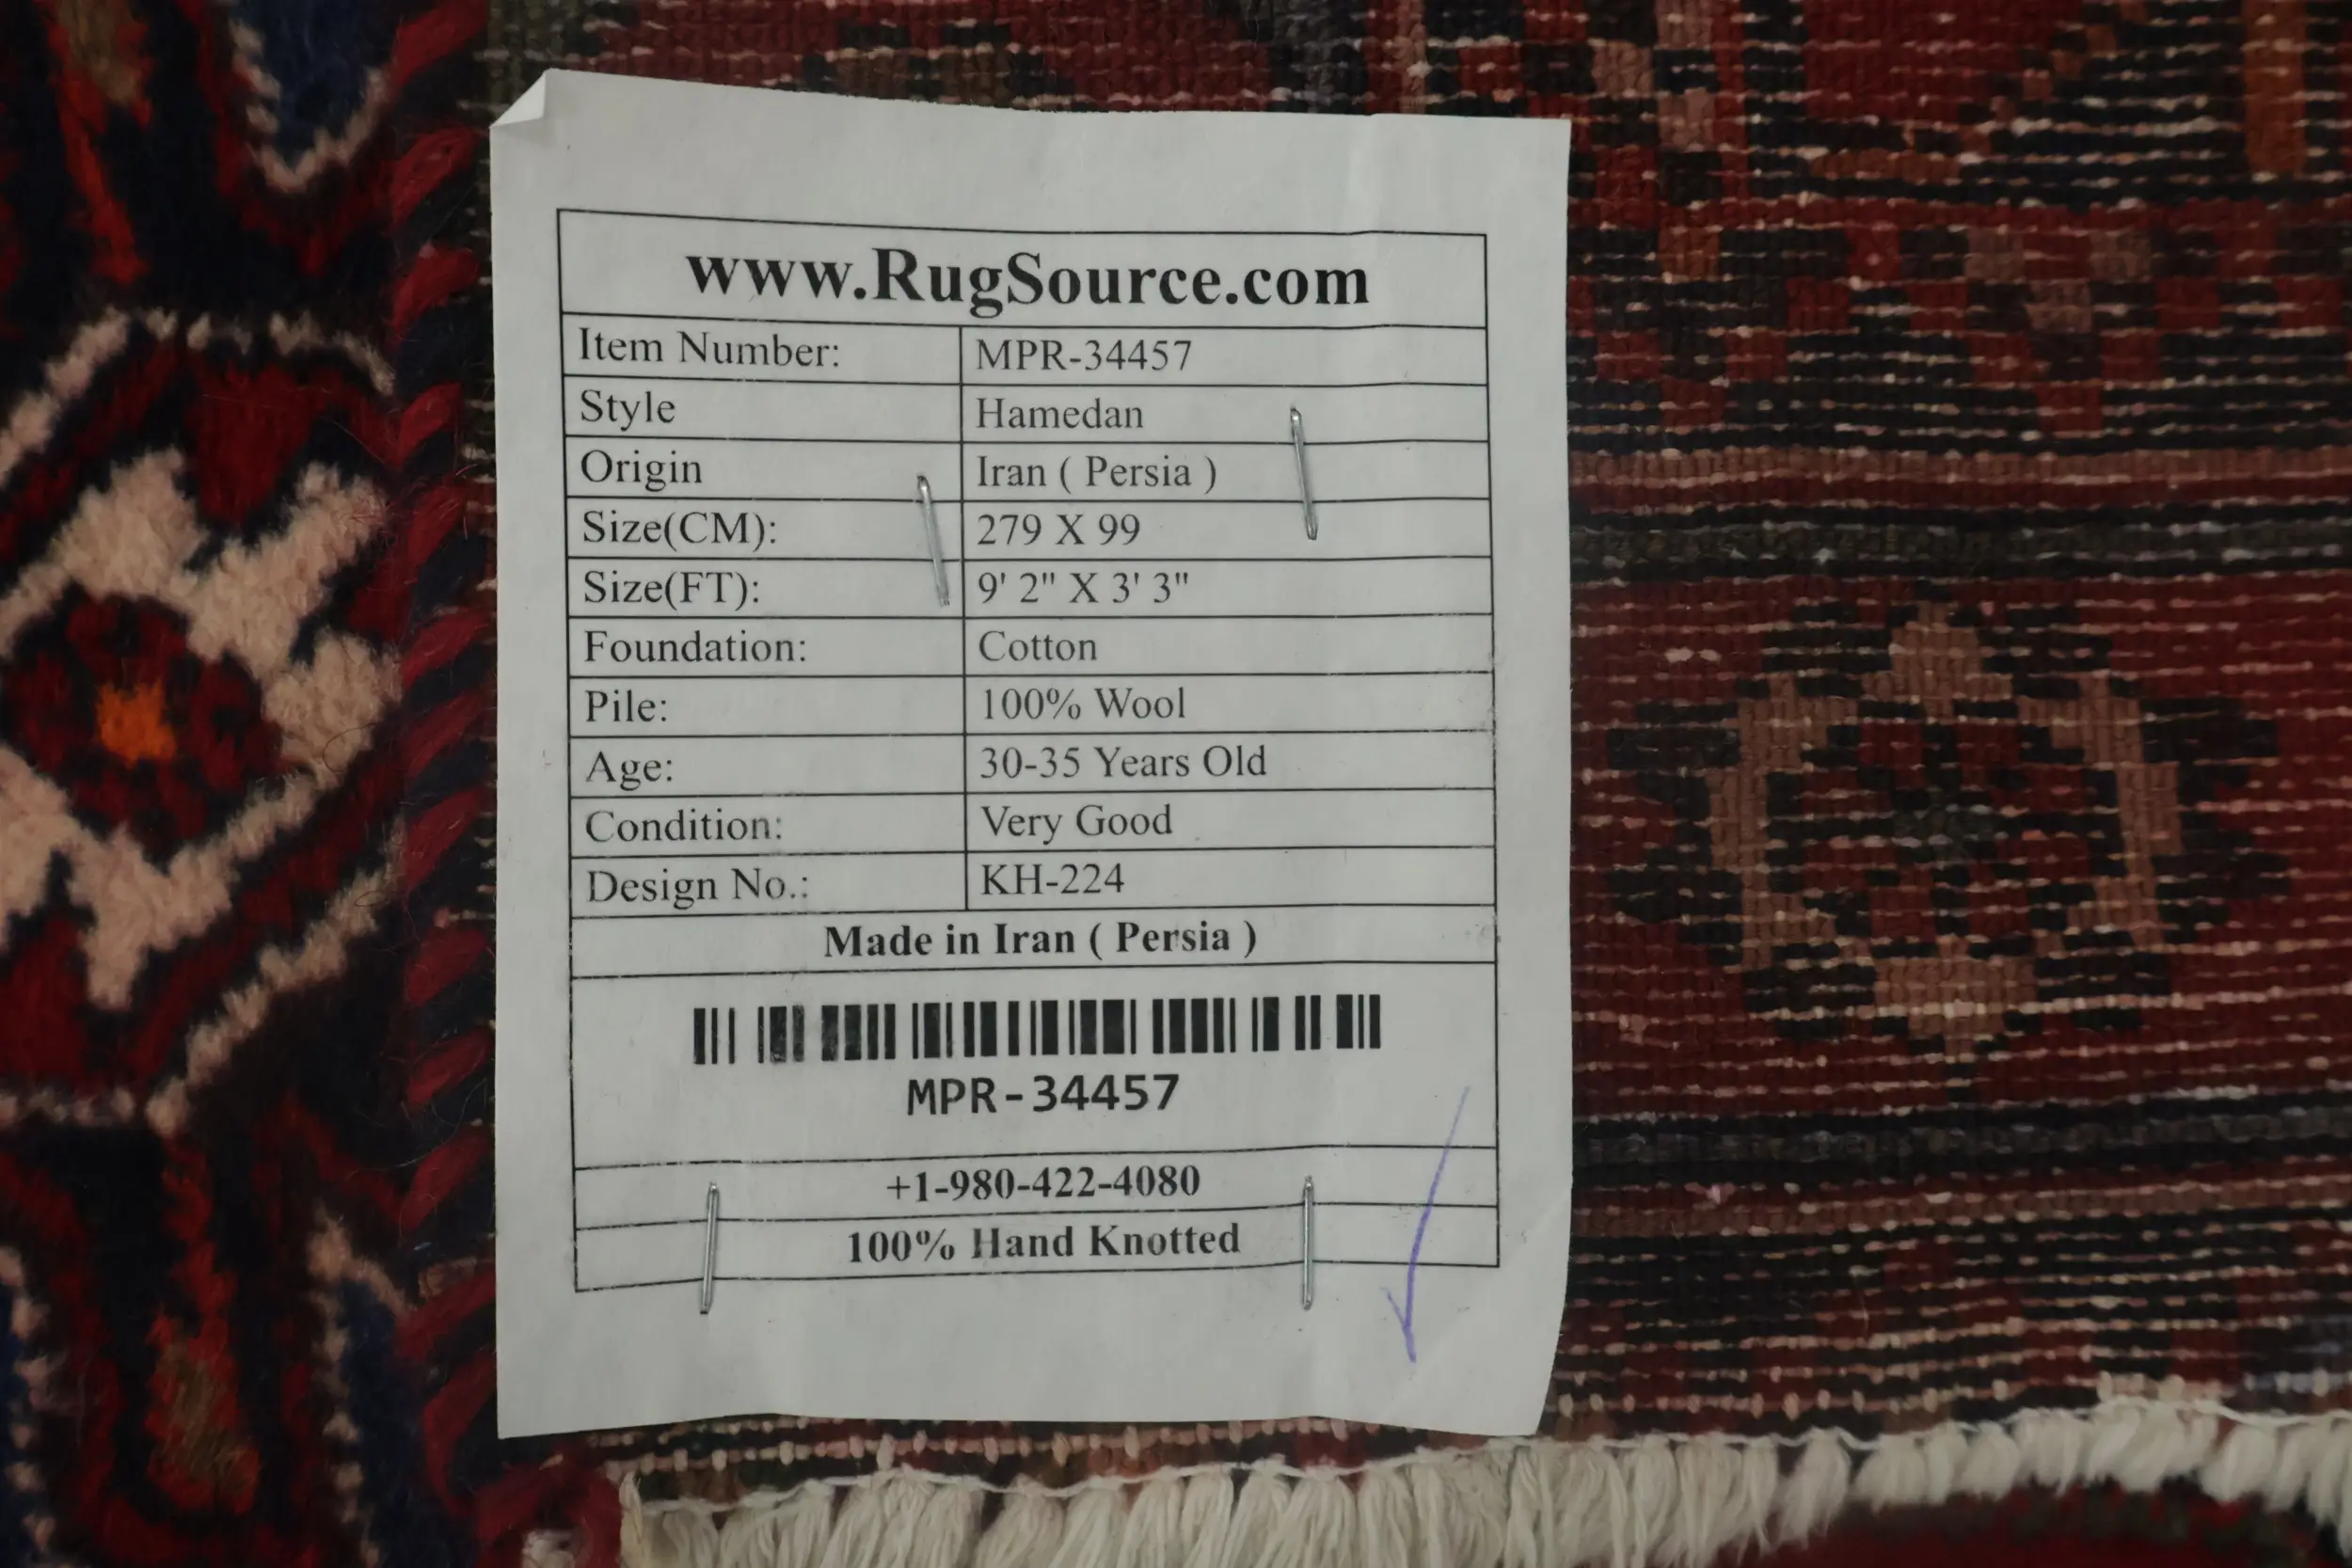 www.RugSource.com
Item Number: MPR-34457
Style Hamedan
Origin Iran ( Persia )
Size(CM): 279 X 99
Size(FT): 9' 2" X 3' 3"
Foundation: Cotton
Pile: 100% Wool
Age: 30-35 Years Old
Condition: Very Good
Design No.: KH-224
Made in Iran ( Persia )
MPR-34457
+1-980-422-4080
100% Hand Knotted